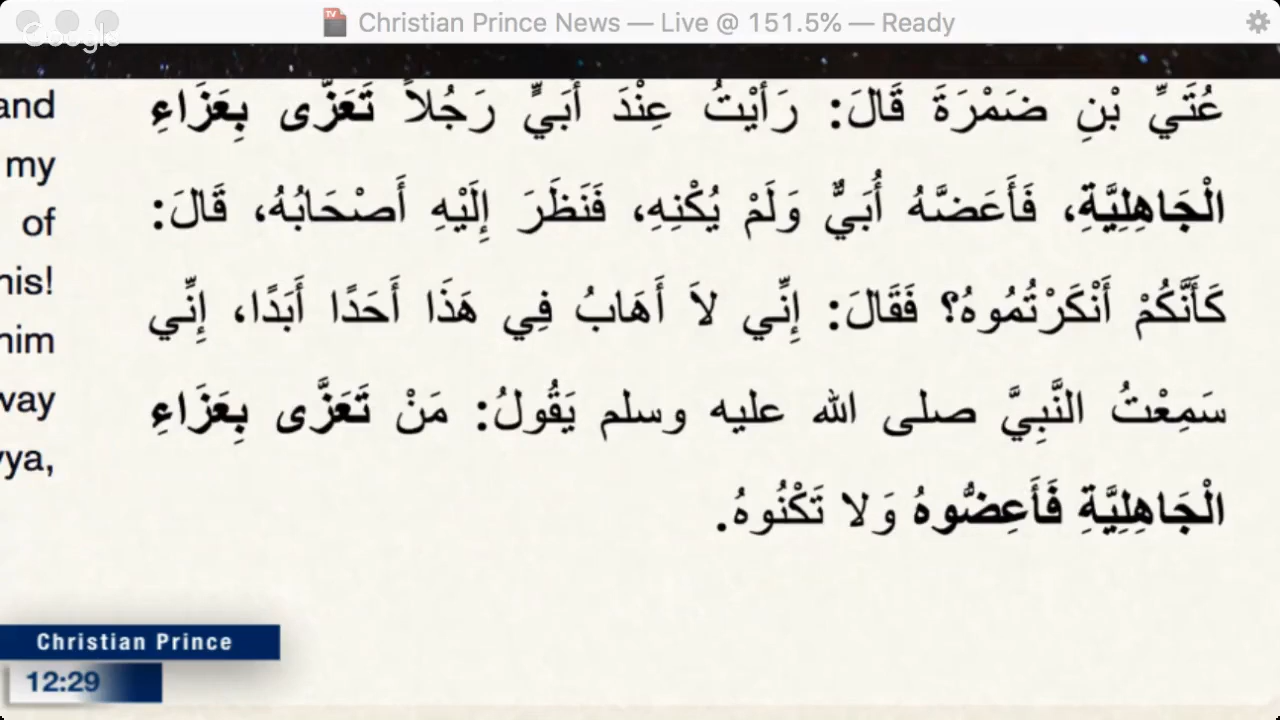 Christian Prince News — Live @ 151.5% — Ready
Google
and
my
of
his!
him
way
yya,
عُتَيِّ بْنِ ضَمْرَةَ قَالَ: رَأَيْتُ عِنْدَ أُبَيٍّ رَجُلاً تَعَزَّى بِعَزَاءِ
الْجَاهِلِيَّةِ، فَأَعَضَّهُ أُبَيٌّ وَلَمْ يُكْنِهِ، فَنَظَرَ إِلَيْهِ أَصْحَابُهُ، قَالَ:
كَأَنَّكُمْ أَنْكَرْتُمُوهُ؟ فَقَالَ: إِنِّي لاَ أَهَابُ فِي هَذَا أَحَدًا أَبَدًا، إِنِّي
سَمِعْتُ النَّبِيَّ صلى الله عليه وسلم يَقُولُ: مَنْ تَعَزَّى بِعَزَاءِ
الْجَاهِلِيَّةِ فَأَعِضُّوهُ وَلا تَكْنُوهُ.
Christian Prince
12:29